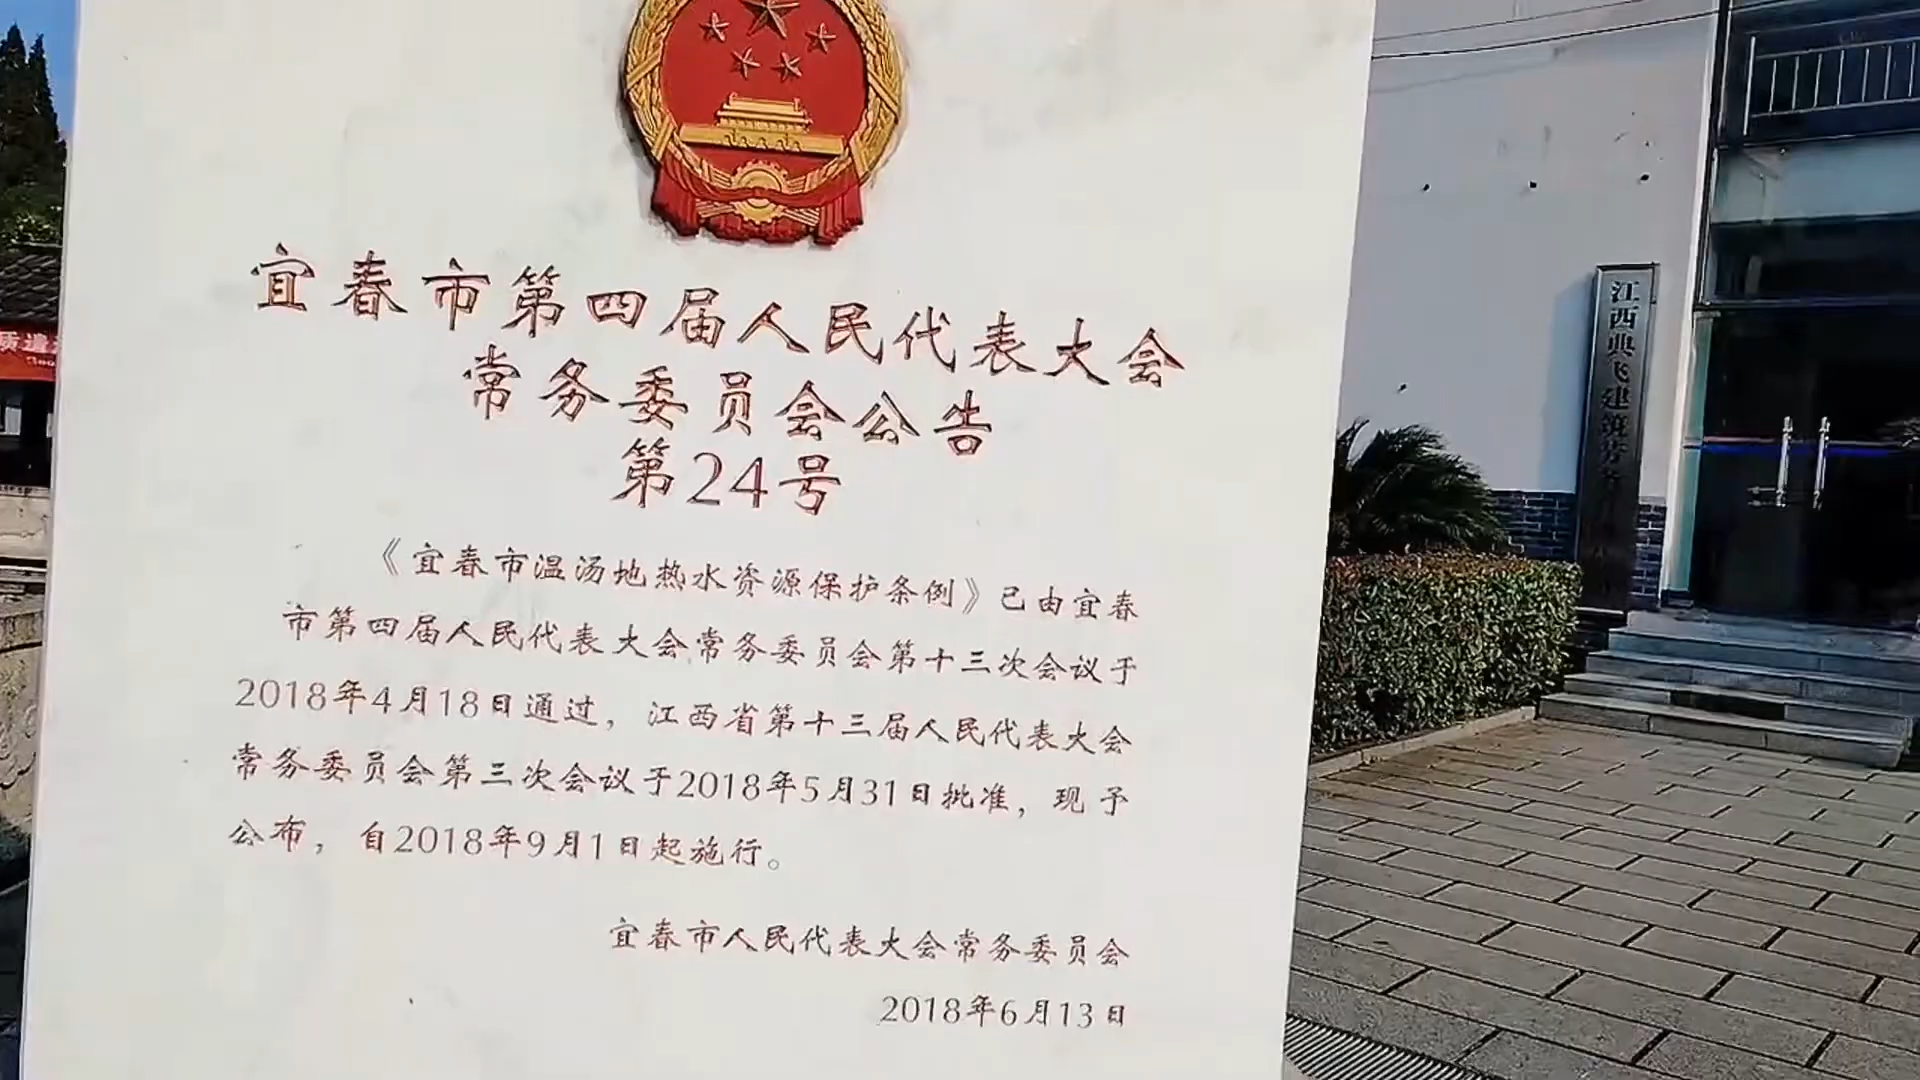 宜春市第四届人民代表大会
常务委员会公告
第24号
《宜春市温汤地热水资源保护条例》已由宜春
市第四届人民代表大会常务委员会第十三次会议于
2018年4月18日通过，江西省第十三届人民代表大会
常务委员会第三次会议于2018年5月31日批准，现予
公布，自2018年9月1日起施行。
宜春市人民代表大会常务委员会
2018年6月13日
江西典飞建筑劳务